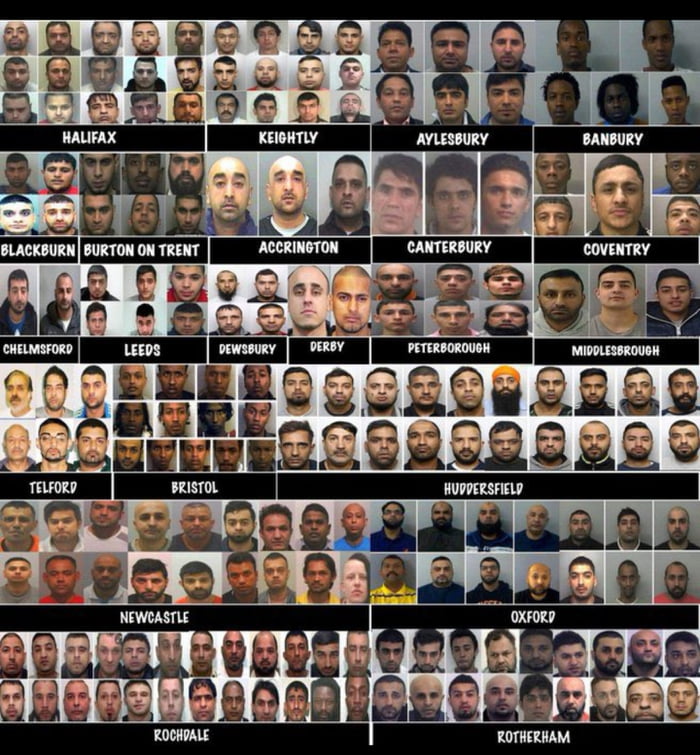 HALIFAX
KEIGHTLY
AYLESBURY
BANBURY
BLACKBURN
BURTON ON TRENT
ACCRINGTON
CANTERBURY
COVENTRY
CHELMSFORD
LEEDS
DEWSBURY
DERBY
PETERBOROUGH
MIDDLESBROUGH
TELFORD
BRISTOL
HUDDERSFIELD
NEWCASTLE
OXFORD
ROCHDALE
ROTHERHAM